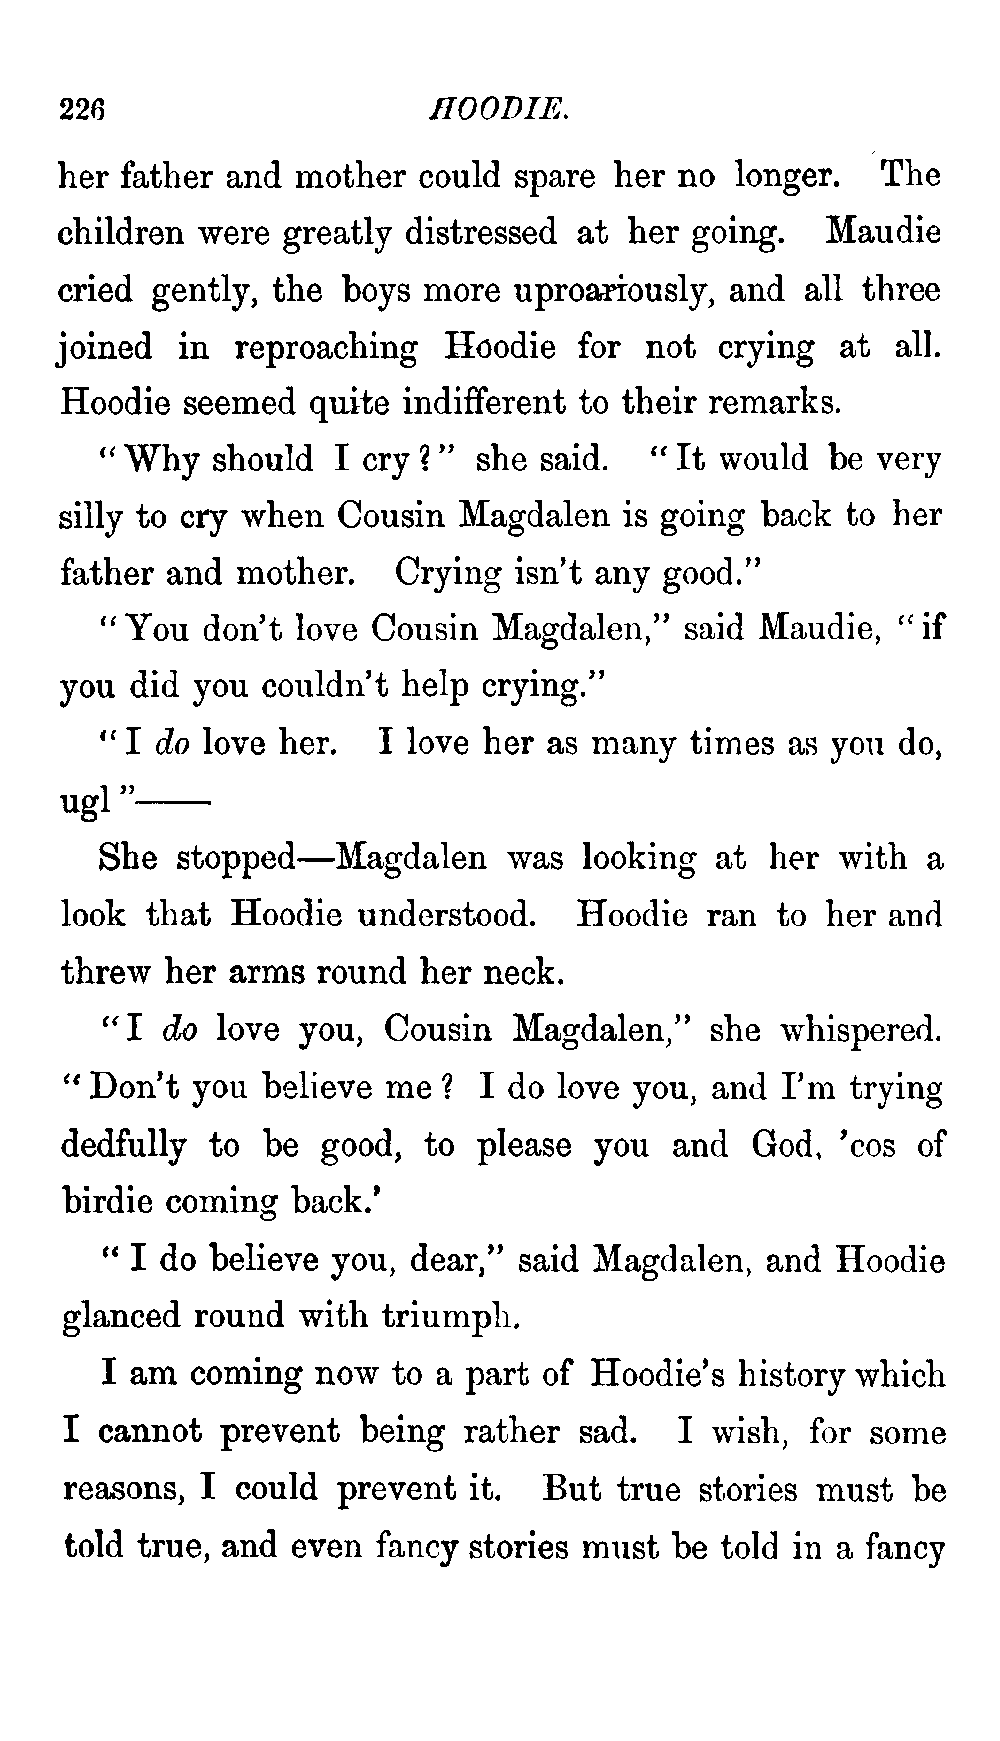 226 HOODIE.
her father and mother could spare her no longer. The
children were greatly distressed at her going. Maudie
cried gently, the boys more uproariously, and all three
joined in reproaching Hoodie for not crying at all.
Hoodie seemed quite indifferent to their remarks.
“Why should I cry?” she said. “It would be very
silly to cry when Cousin Magdalen is going back to her
father and mother. Crying isn’t any good.”
“You don’t love Cousin Magdalen,” said Maudie, “if
you did you couldn’t help crying.”
“I do love her. I love her as many times as you do,
ugl”——
She stopped—Magdalen was looking at her with a
look that Hoodie understood. Hoodie ran to her and
threw her arms round her neck.
“I do love you, Cousin Magdalen,” she whispered.
“Don’t you believe me? I do love you, and I’m trying
dedfully to be good, to please you and God, ’cos of
birdie coming back.’
“I do believe you, dear,” said Magdalen, and Hoodie
glanced round with triumph.
I am coming now to a part of Hoodie’s history which
I cannot prevent being rather sad. I wish, for some
reasons, I could prevent it. But true stories must be
told true, and even fancy stories must be told in a fancy